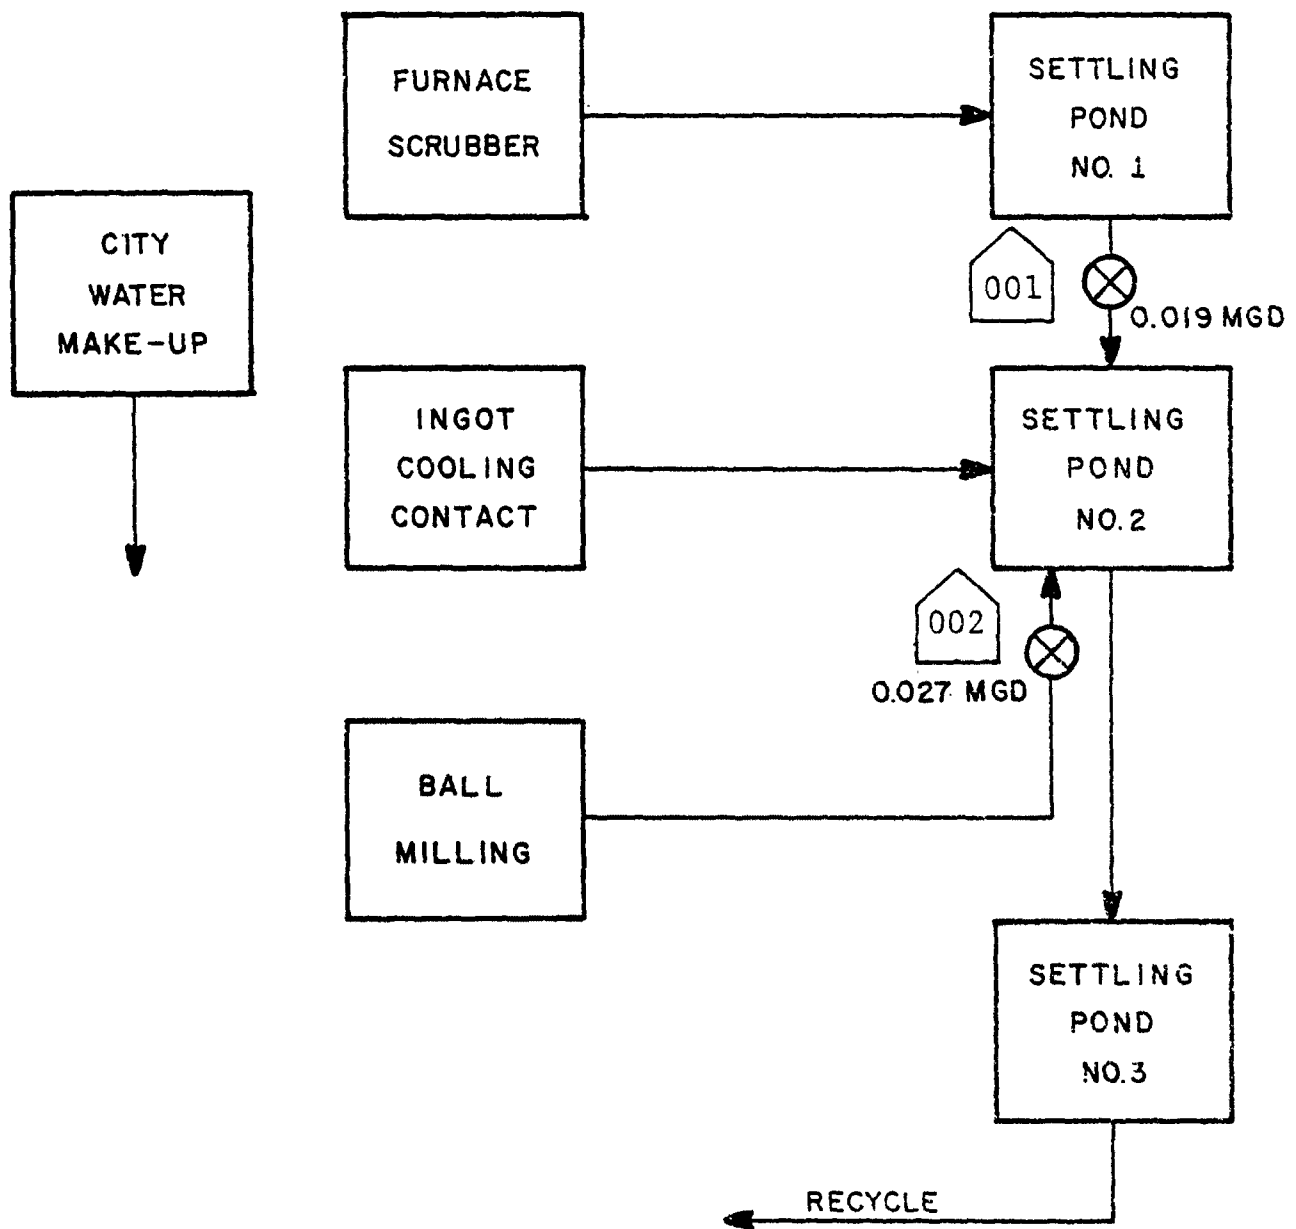 FURNACE
SCRUBBER
SETTLING
POND
NO. 1
CITY
WATER
MAKE-UP
001
0.019 MGD
INGOT
COOLING
CONTACT
SETTLING
POND
NO.2
002
0.027 MGD
BALL
MILLING
SETTLING
POND
NO.3
RECYCLE